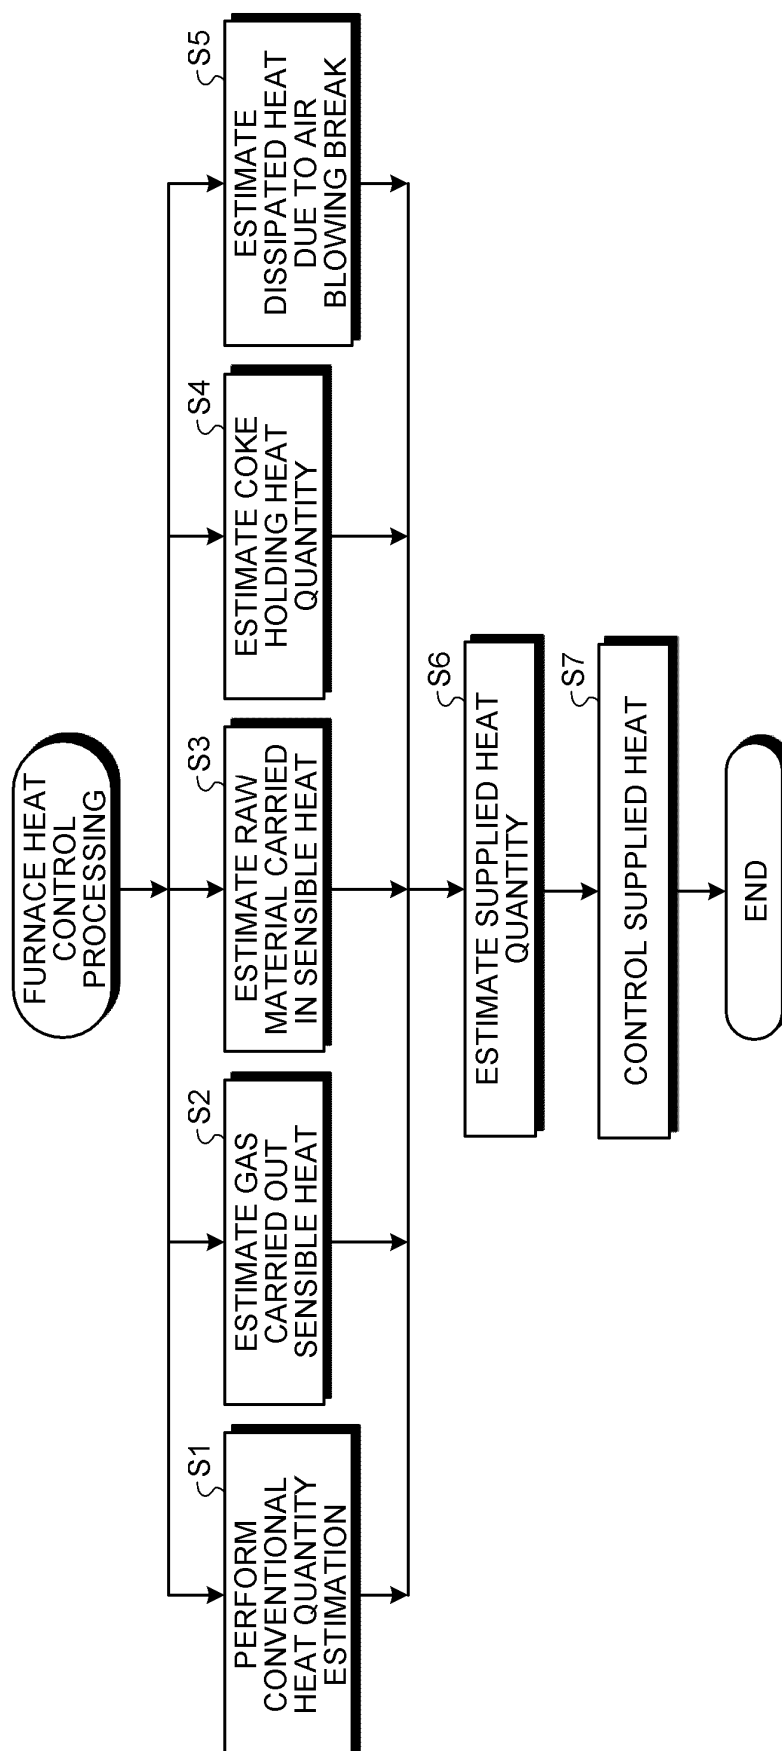 FURNACE HEAT
CONTROL
PROCESSING
S1
PERFORM
CONVENTIONAL
HEAT QUANTITY
ESTIMATION
S2
ESTIMATE GAS
CARRIED OUT
SENSIBLE HEAT
S3
ESTIMATE RAW
MATERIAL CARRIED
IN SENSIBLE HEAT
S4
ESTIMATE COKE
HOLDING HEAT
QUANTITY
S5
ESTIMATE
DISSIPATED HEAT
DUE TO AIR
BLOWING BREAK
S6
ESTIMATE SUPPLIED HEAT
QUANTITY
S7
CONTROL SUPPLIED HEAT
END